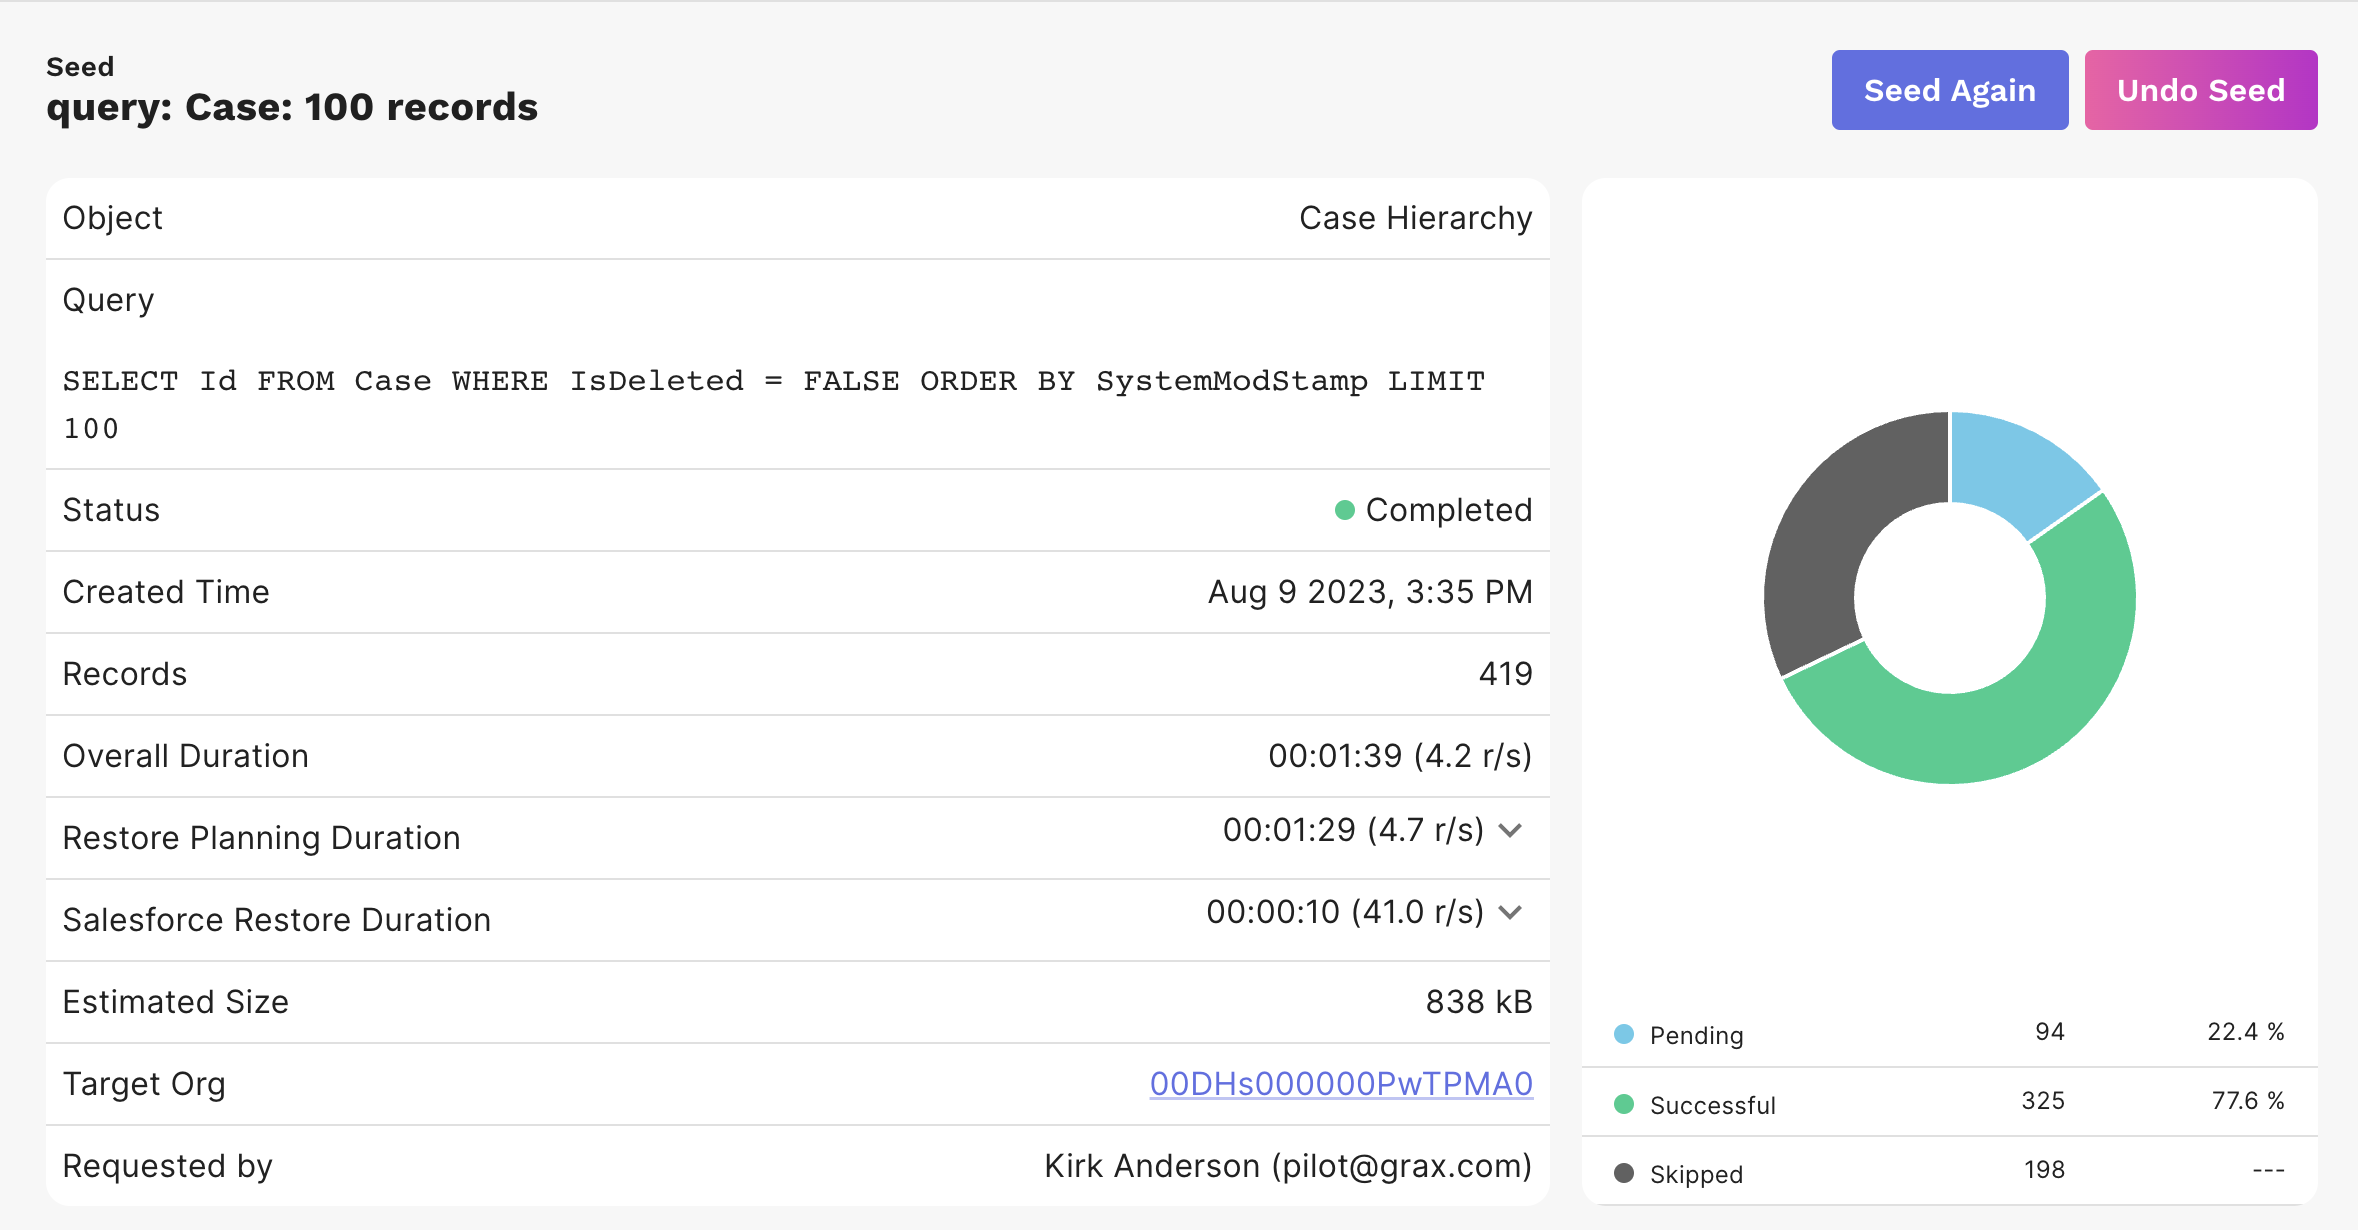 Seed
query: Case: 100 records
Seed Again
Undo Seed
Object
Case Hierarchy
Query
SELECT Id FROM Case WHERE IsDeleted = FALSE ORDER BY SystemModStamp LIMIT
100
Status
Completed
Created Time
Aug 9 2023, 3:35 PM
Records
419
Overall Duration
00:01:39 (4.2 r/s)
Restore Planning Duration
00:01:29 (4.7 r/s)
Salesforce Restore Duration
00:00:10 (41.0 r/s)
Estimated Size
838 kB
Target Org
00DHs000000PwTPMA0
Requested by
Kirk Anderson (pilot@grax.com)
Pending 94 22.4 %
Successful 325 77.6 %
Skipped 198 ---